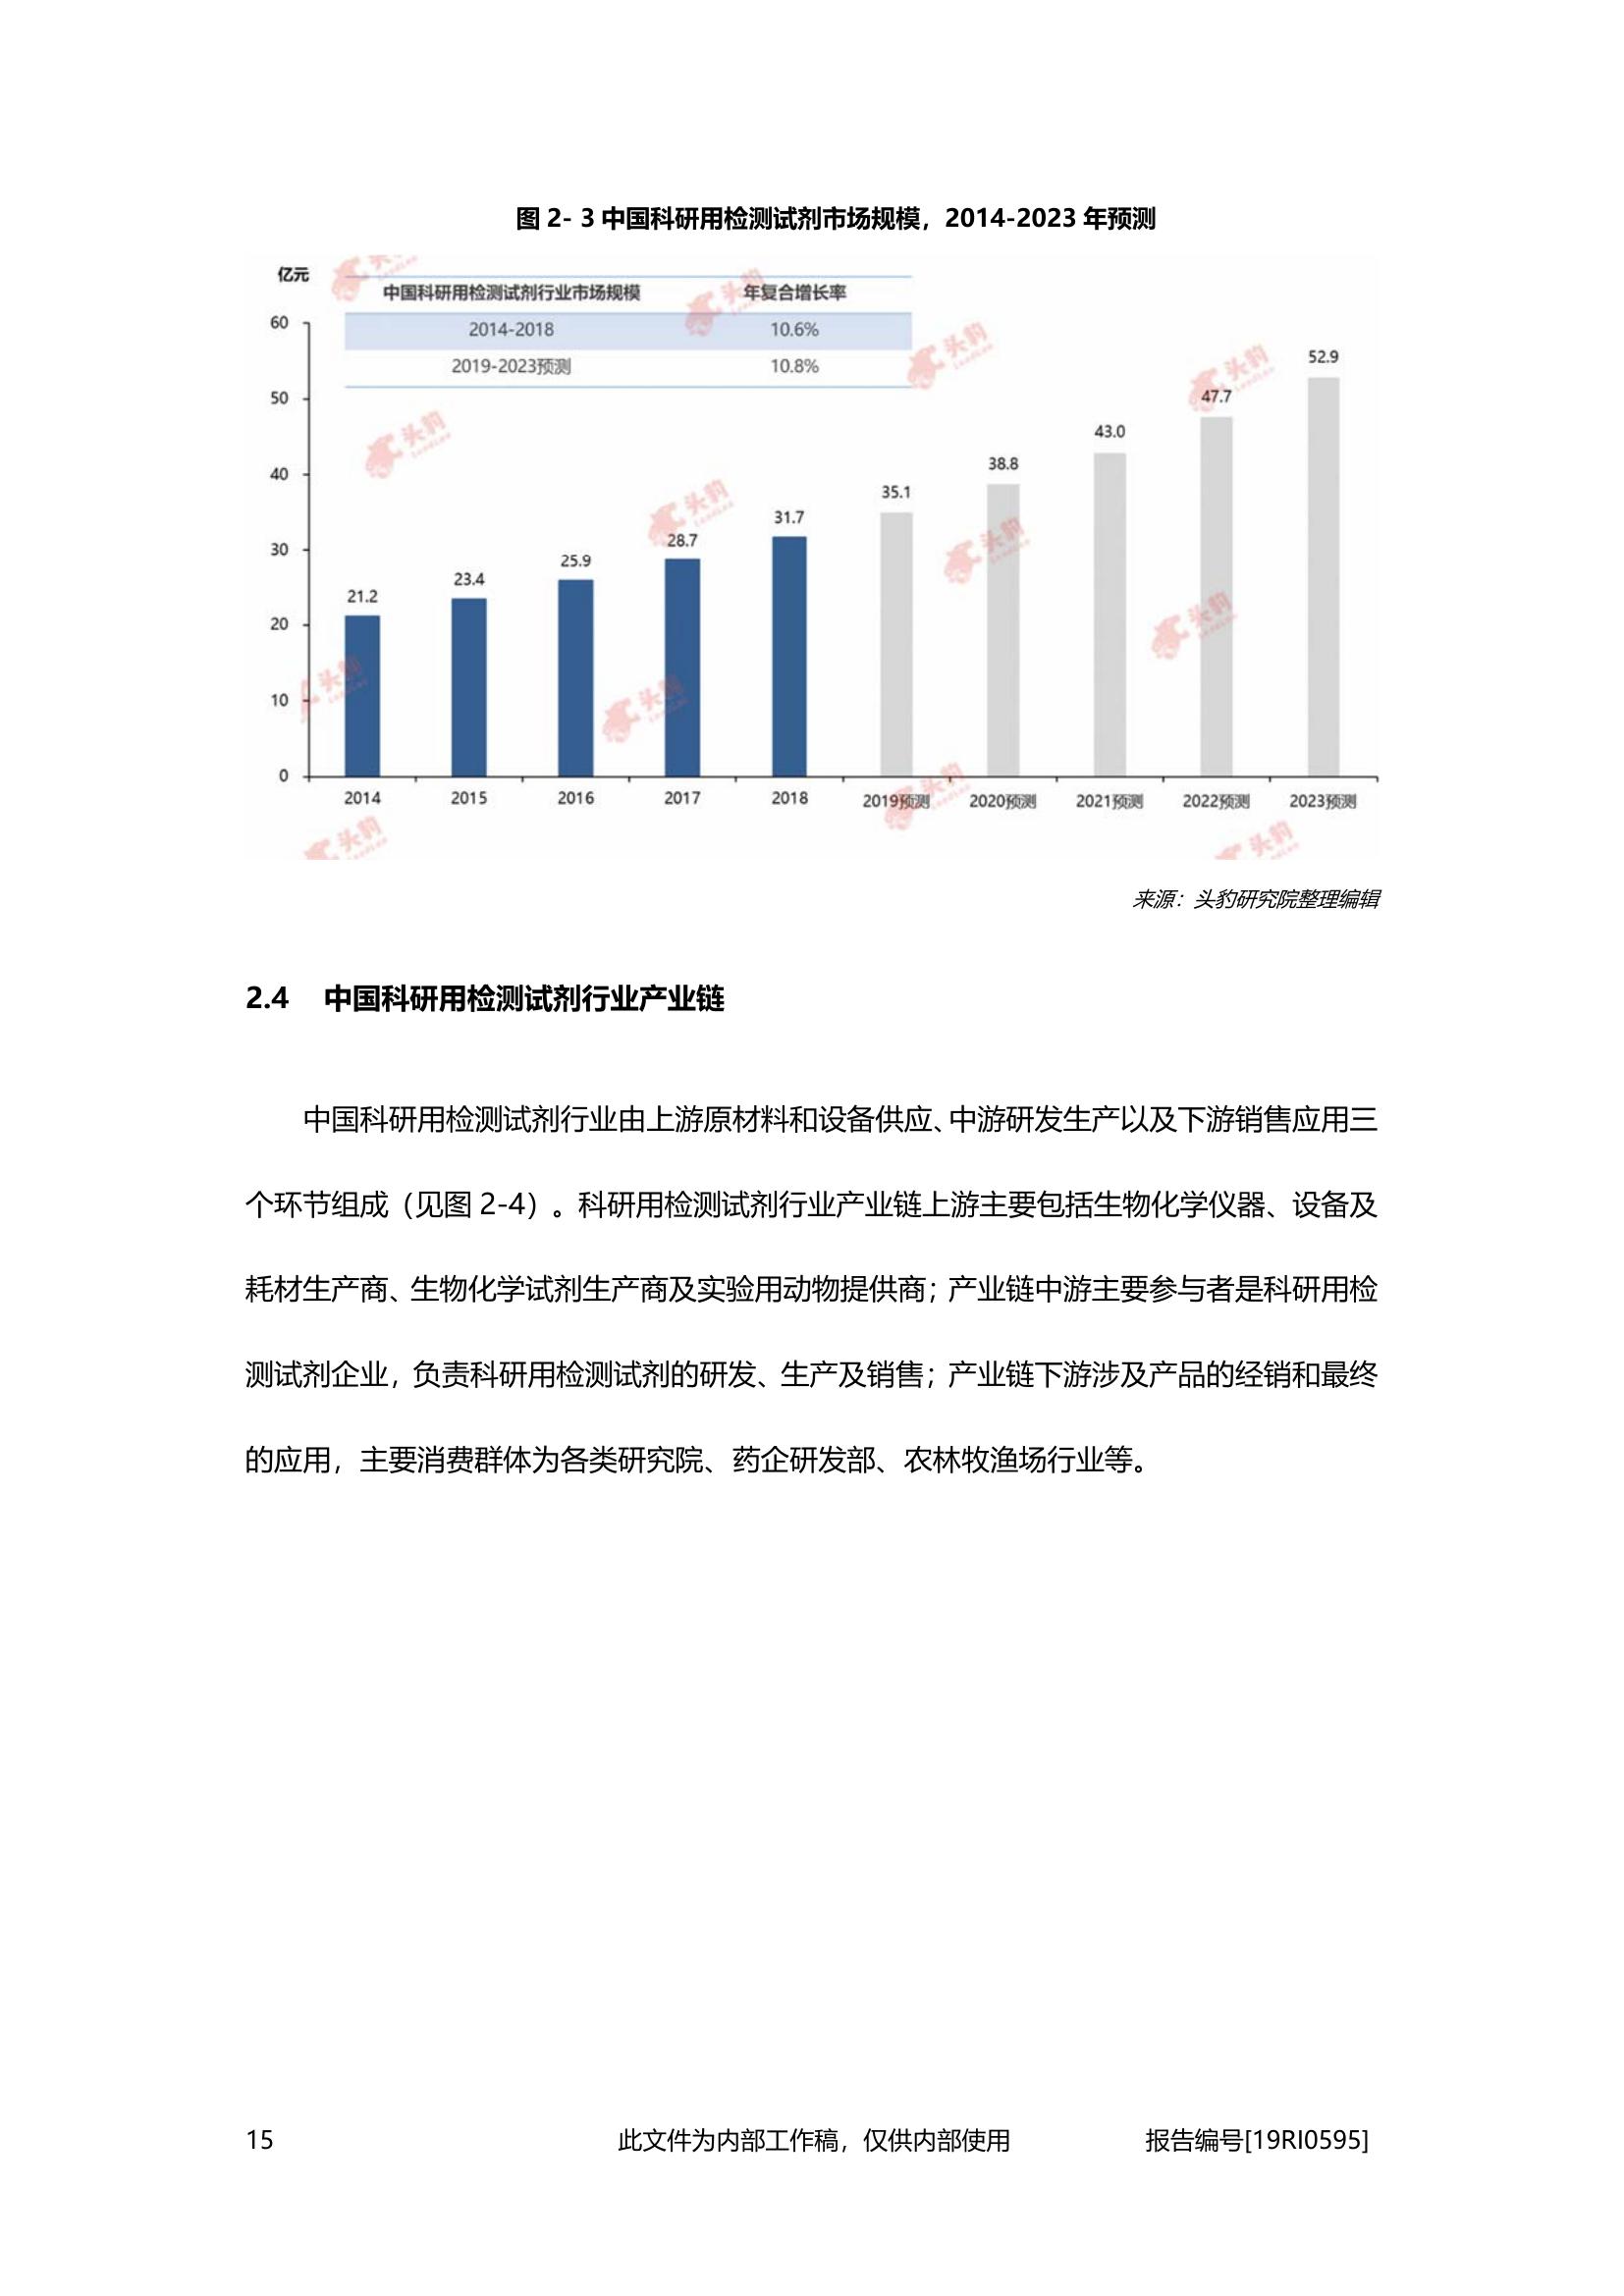 图 2- 3 中国科研用检测试剂市场规模，2014-2023 年预测
亿元
中国科研用检测试剂行业市场规模 年复合增长率
2014-2018 10.6%
2019-2023预测 10.8%
60
50
40
30
20
10
0
21.2
23.4
25.9
28.7
31.7
35.1
38.8
43.0
47.7
52.9
2014 2015 2016 2017 2018 2019预测 2020预测 2021预测 2022预测 2023预测
头豹
LeadLeo
来源：头豹研究院整理编辑
2.4 中国科研用检测试剂行业产业链
中国科研用检测试剂行业由上游原材料和设备供应、中游研发生产以及下游销售应用三
个环节组成（见图 2-4）。科研用检测试剂行业产业链上游主要包括生物化学仪器、设备及
耗材生产商、生物化学试剂生产商及实验用动物提供商；产业链中游主要参与者是科研用检
测试剂企业，负责科研用检测试剂的研发、生产及销售；产业链下游涉及产品的经销和最终
的应用，主要消费群体为各类研究院、药企研发部、农林牧渔场行业等。
15 此文件为内部工作稿，仅供内部使用 报告编号[19RI0595]